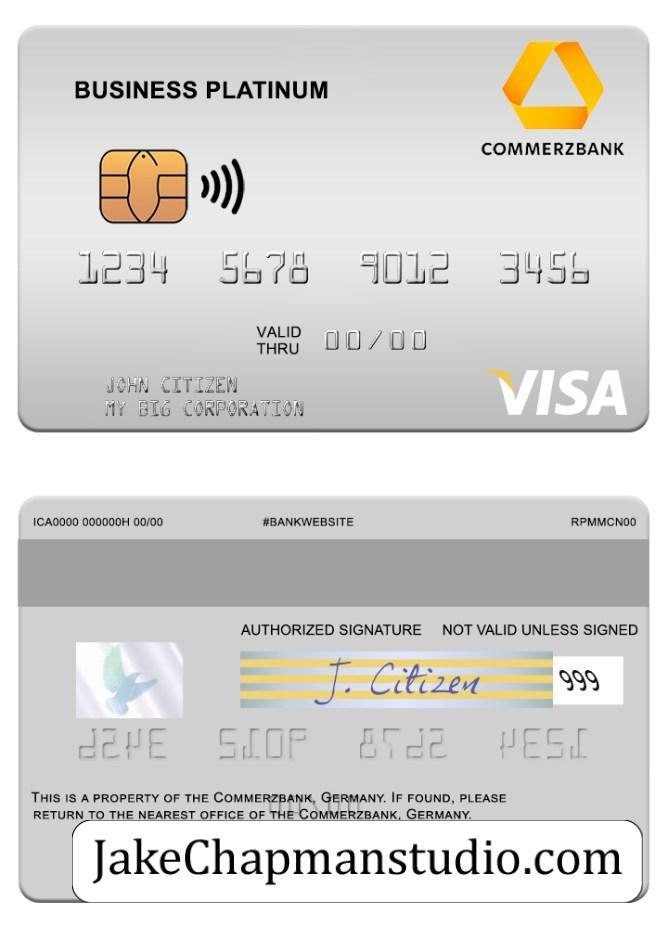 BUSINESS PLATINUM
COMMERZBANK
1234 5678 9012 3456
VALID THRU 00/00
JOHN CITIZEN
MY BIG CORPORATION
VISA
ICA0000 000000H 00/00 #BANKWEBSITE RPMMCN00
AUTHORIZED SIGNATURE NOT VALID UNLESS SIGNED
J. Citizen 999
THIS IS A PROPERTY OF THE COMMERZBANK, GERMANY. IF FOUND, PLEASE
RETURN TO THE NEAREST OFFICE OF THE COMMERZBANK, GERMANY.
JakeChapmanstudio.com